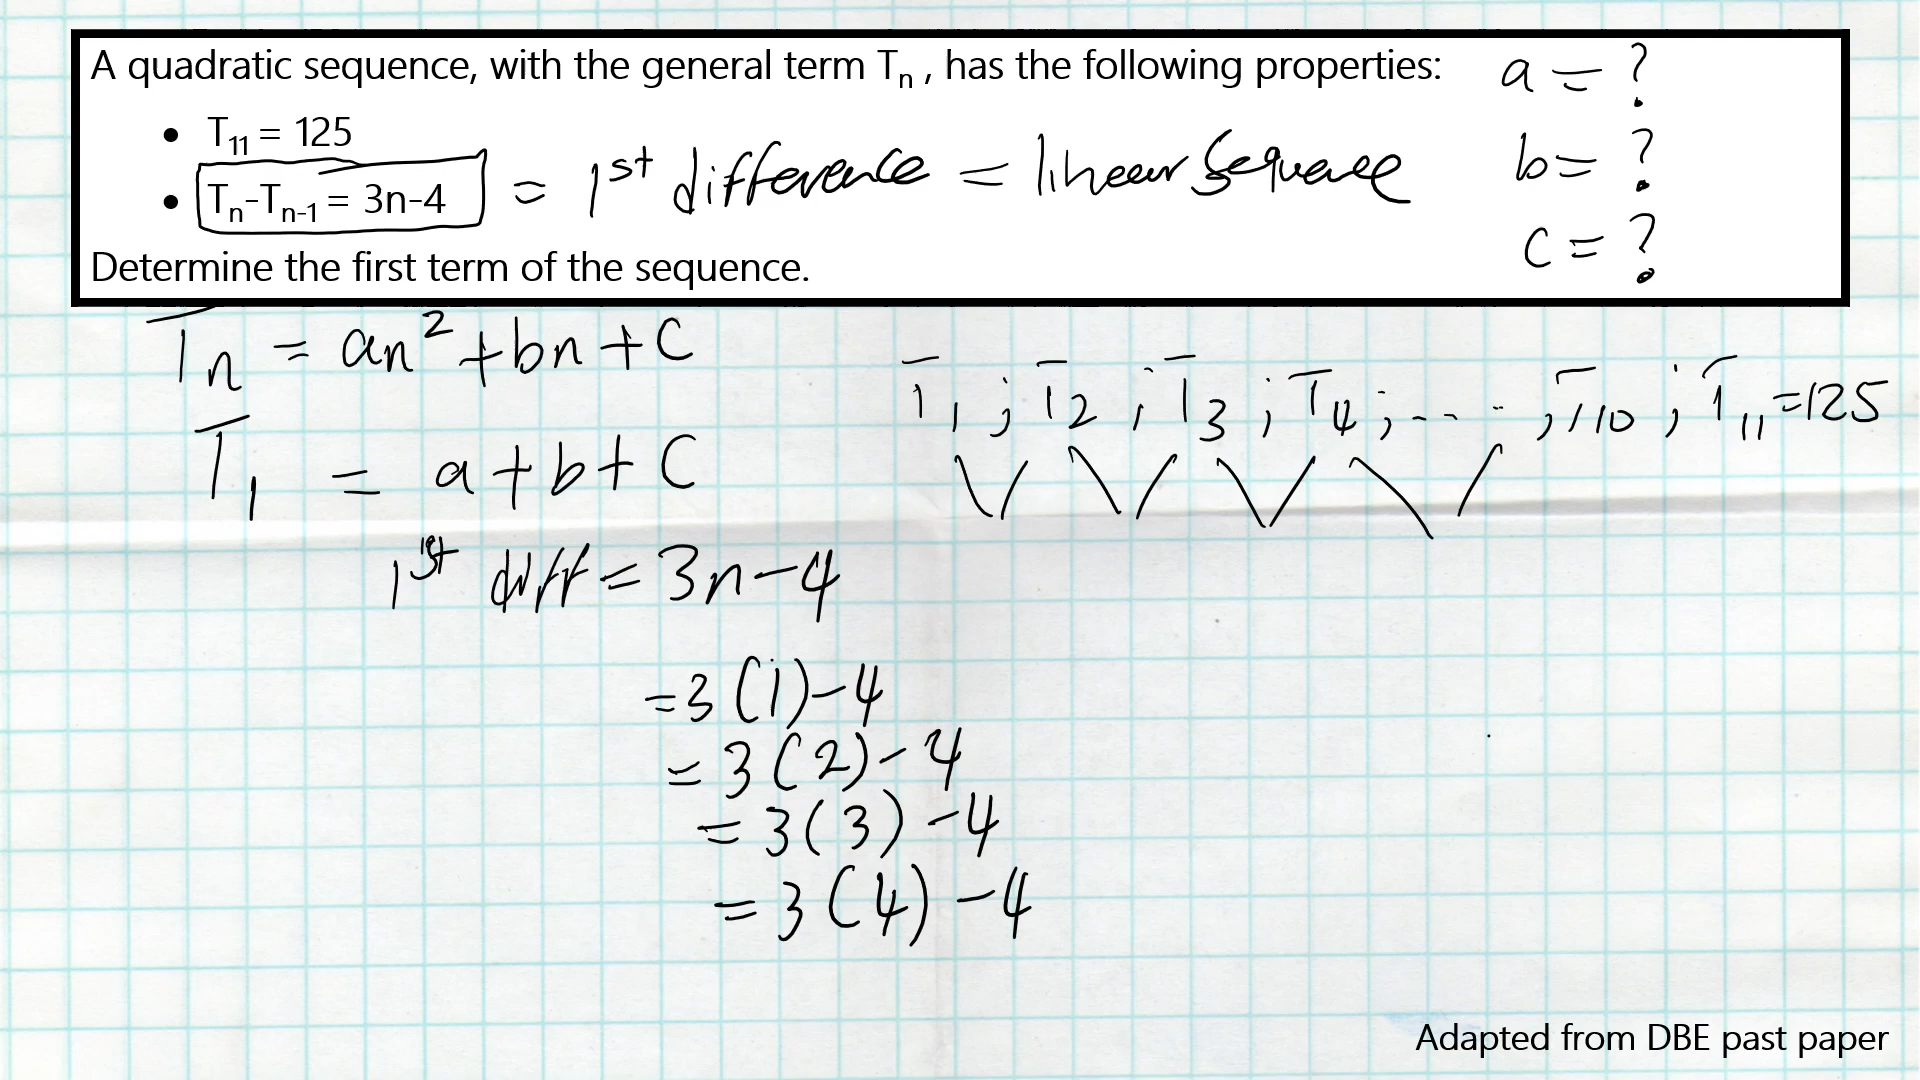 A quadratic sequence, with the general term Tₙ , has the following properties:
• T₁₁ = 125
• Tₙ-Tₙ₋₁ = 3n-4 = 1st difference = linear sequence
Determine the first term of the sequence.
a = ?
b = ?
c = ?
Tₙ = an² + bn + c
T₁ = a + b + c
1st diff = 3n - 4
= 3(1) - 4
= 3(2) - 4
= 3(3) - 4
= 3(4) - 4
T₁ ; T₂ ; T₃ ; T₄ ; ... ; T₁₀ ; T₁₁ = 125
Adapted from DBE past paper